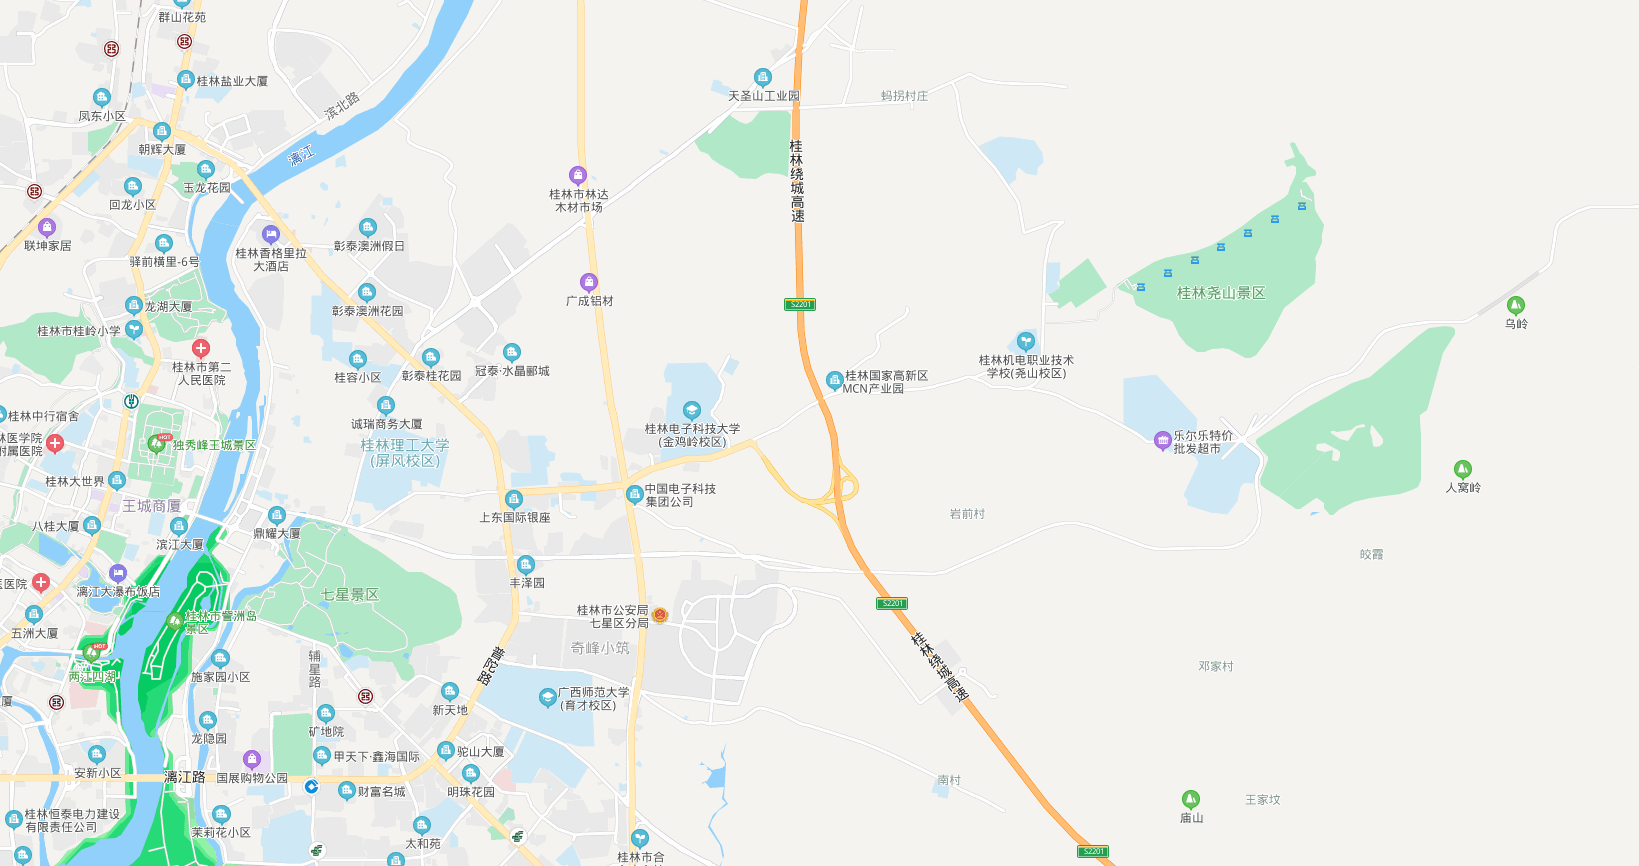 群山花苑
桂林盐业大厦
滨北路
凤东小区
朝辉大厦
漓江
玉龙花园
回龙小区
联坤家居
驿前横里-6号
桂林香格里拉
大酒店
彰泰澳洲假日
彰泰澳洲花园
龙湖大厦
桂林市桂岭小学
桂林市第二
人民医院
桂容小区
彰泰桂花园
冠泰·水晶郦城
诚瑞商务大厦
桂林理工大学
(屏风校区)
桂林中行宿舍
林医学院
附属医院
独秀峰王城景区
HOT
桂林大世界
王城商厦
八桂大厦
滨江大厦
鼎耀大厦
医医院
漓江大瀑布饭店
五洲大厦
桂林市訾洲岛
景区
HOT
两江四湖
厦
七星景区
施家园小区
辅星路
龙隐园
矿地院
新天地
普陀路
安新小区
漓江路
国展购物公园
甲天下·鑫海国际
财富名城
驼山大厦
明珠花园
桂林恒泰电力建设
有限责任公司
茉莉花小区
太和苑
天圣山工业园
桂林市林达
木材市场
广成铝材
桂林绕城高速
S2201
蚂拐村庄
桂林尧山景区
乌岭
桂林机电职业技术
学校(尧山校区)
桂林国家高新区
MCN产业园
桂林电子科技大学
(金鸡岭校区)
中国电子科技
集团公司
上东国际银座
丰泽园
乐尔乐特价
批发超市
人窝岭
岩前村
皎霞
桂林市公安局
七星区分局
奇峰小筑
S2201
桂林绕城高速
广西师范大学
(育才校区)
邓家村
南村
王家坟
庙山
S2201
桂林市合